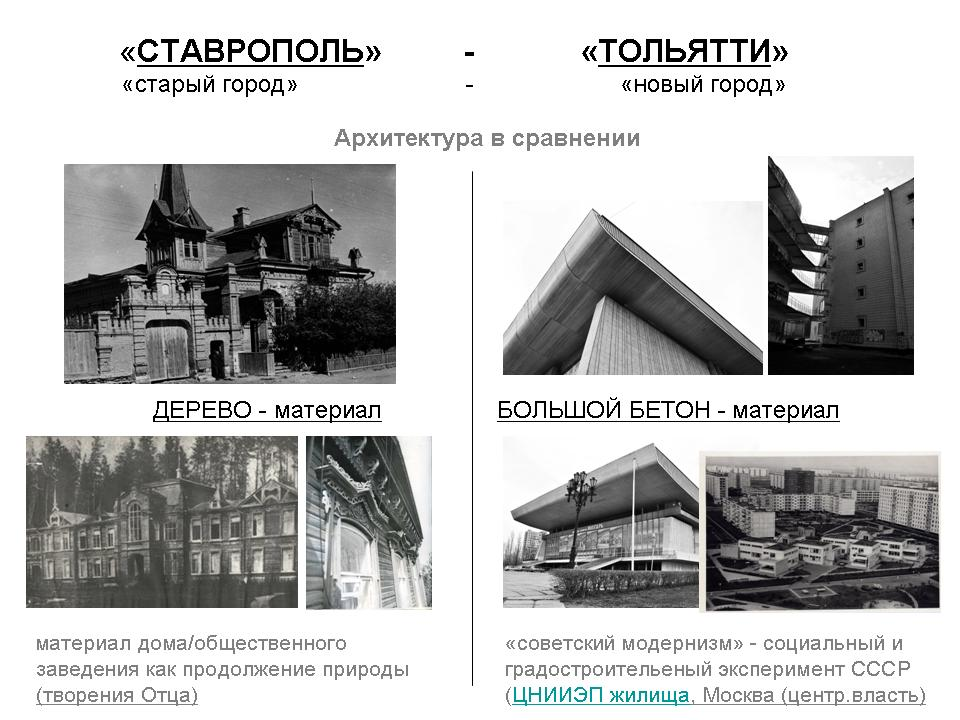 «СТАВРОПОЛЬ» - «ТОЛЬЯТТИ»
«старый город» - «новый город»
Архитектура в сравнении
ДЕРЕВО - материал
БОЛЬШОЙ БЕТОН - материал
материал дома/общественного
заведения как продолжение природы
(творения Отца)
«советский модернизм» - социальный и
градостроительеный эксперимент СССР
(ЦНИИЭП жилища, Москва (центр.власть)